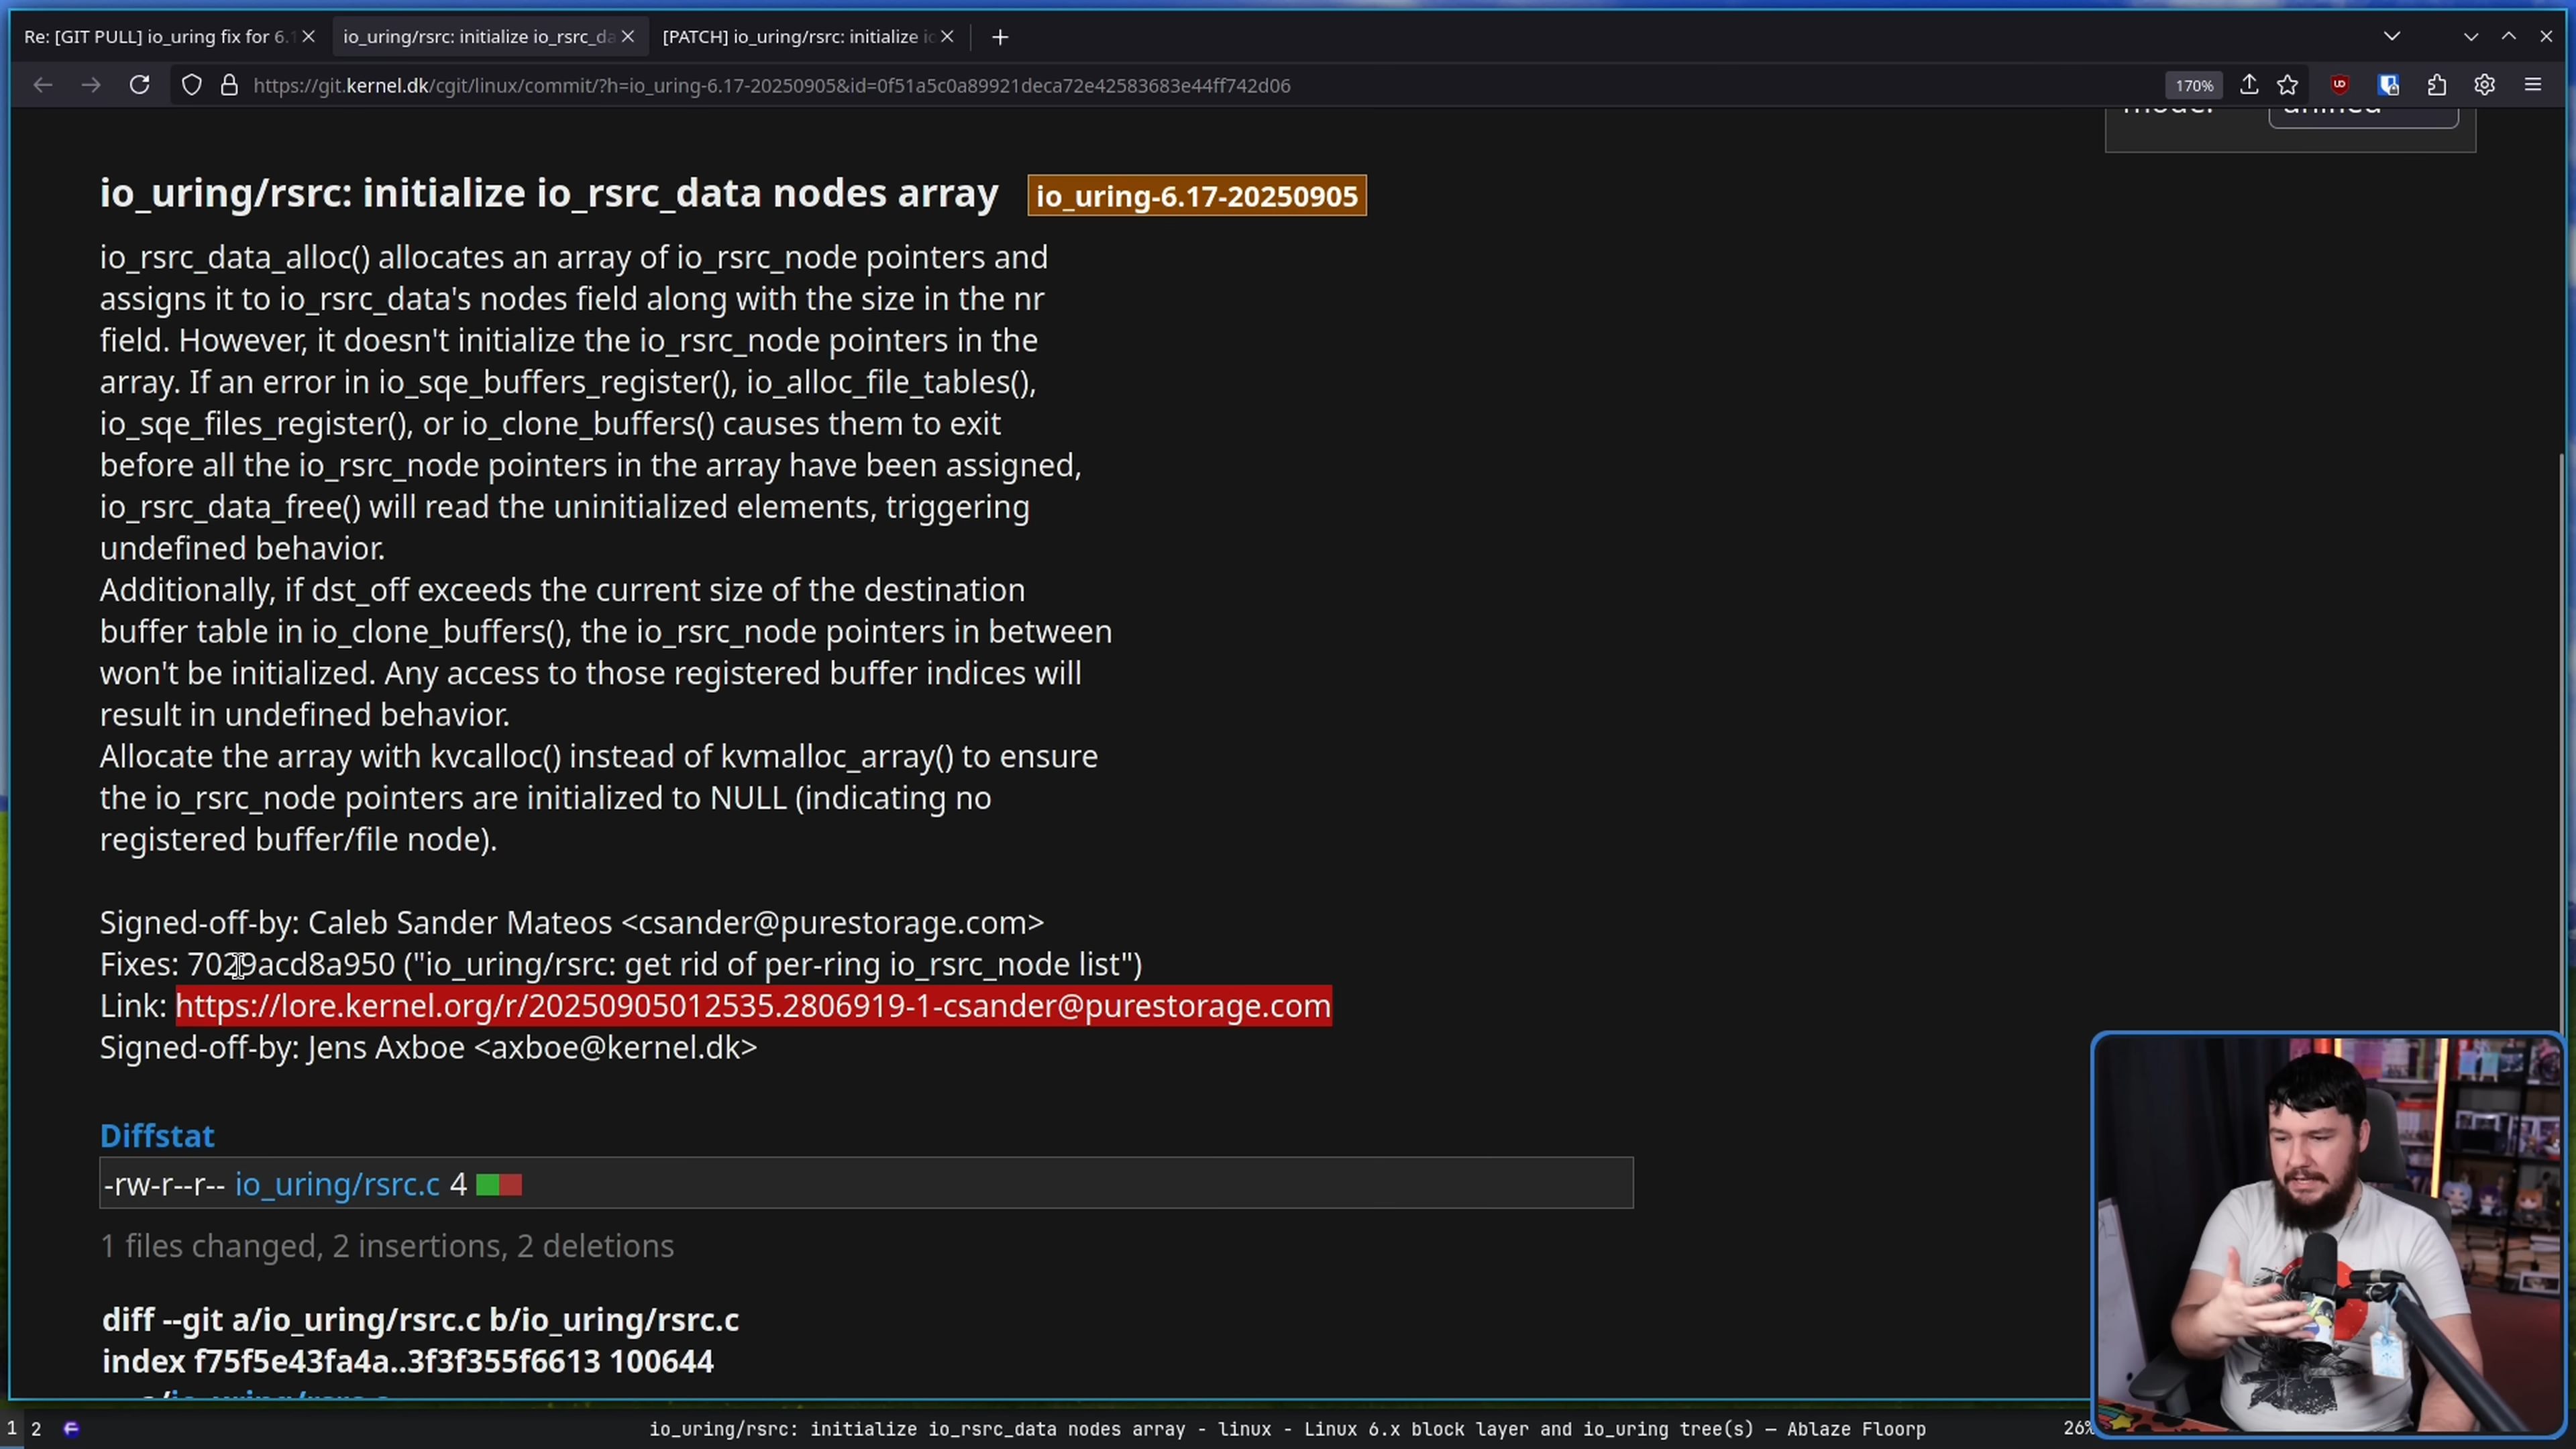 Re: [GIT PULL] io_uring fix for 6.1
io_uring/rsrc: initialize io_rsrc_da
[PATCH] io_uring/rsrc: initialize io
https://git.kernel.dk/cgit/linux/commit/?h=io_uring-6.17-20250905&id=0f51a5c0a89921deca72e42583683e44ff742d06
170%
io_uring/rsrc: initialize io_rsrc_data nodes array io_uring-6.17-20250905
io_rsrc_data_alloc() allocates an array of io_rsrc_node pointers and
assigns it to io_rsrc_data's nodes field along with the size in the nr
field. However, it doesn't initialize the io_rsrc_node pointers in the
array. If an error in io_sqe_buffers_register(), io_alloc_file_tables(),
io_sqe_files_register(), or io_clone_buffers() causes them to exit
before all the io_rsrc_node pointers in the array have been assigned,
io_rsrc_data_free() will read the uninitialized elements, triggering
undefined behavior.
Additionally, if dst_off exceeds the current size of the destination
buffer table in io_clone_buffers(), the io_rsrc_node pointers in between
won't be initialized. Any access to those registered buffer indices will
result in undefined behavior.
Allocate the array with kvcalloc() instead of kvmalloc_array() to ensure
the io_rsrc_node pointers are initialized to NULL (indicating no
registered buffer/file node).
Signed-off-by: Caleb Sander Mateos <csander@purestorage.com>
Fixes: 7029acd8a950 ("io_uring/rsrc: get rid of per-ring io_rsrc_node list")
Link: https://lore.kernel.org/r/20250905012535.2806919-1-csander@purestorage.com
Signed-off-by: Jens Axboe <axboe@kernel.dk>
Diffstat
-rw-r--r-- io_uring/rsrc.c 4
1 files changed, 2 insertions, 2 deletions
diff --git a/io_uring/rsrc.c b/io_uring/rsrc.c
index f75f5e43fa4a..3f3f355f6613 100644
1 2 io_uring/rsrc: initialize io_rsrc_data nodes array - linux - Linux 6.x block layer and io_uring tree(s) — Ablaze Floorp 26%